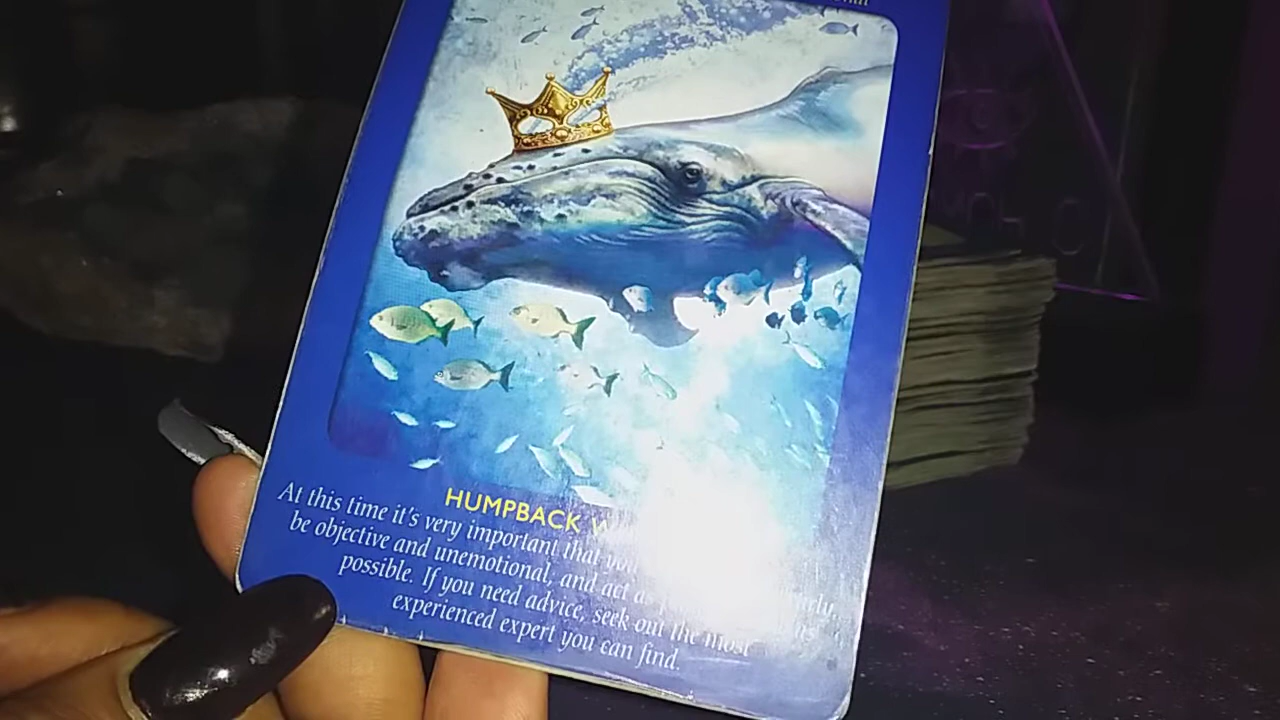 HUMPBACK
At this time it's very important that you
be objective and unemotional, and act as
possible. If you need advice, seek out the most
experienced expert you can find.